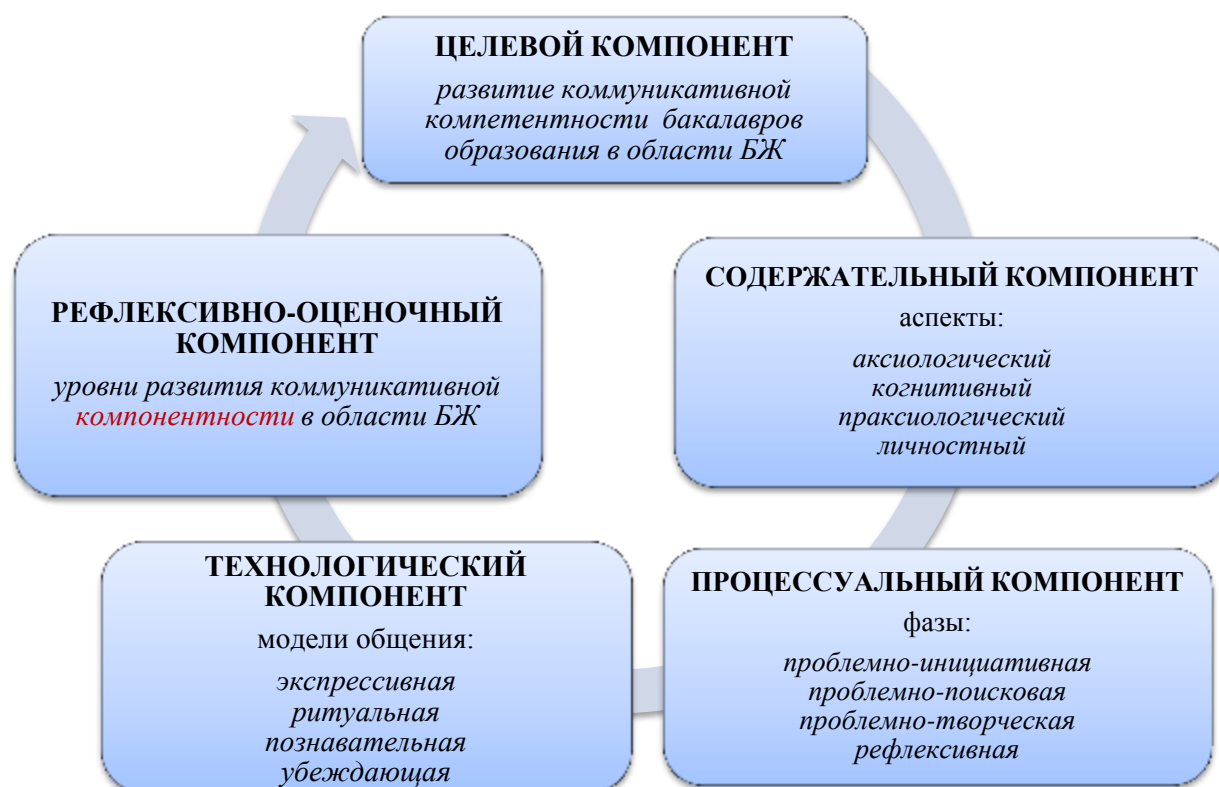 ЦЕЛЕВОЙ КОМПОНЕНТ
развитие коммуникативной
компетентности бакалавров
образования в области БЖ
СОДЕРЖАТЕЛЬНЫЙ КОМПОНЕНТ
аспекты:
аксиологический
когнитивный
праксиологический
личностный
ПРОЦЕССУАЛЬНЫЙ КОМПОНЕНТ
фазы:
проблемно-инициативная
проблемно-поисковая
проблемно-творческая
рефлексивная
ТЕХНОЛОГИЧЕСКИЙ
КОМПОНЕНТ
модели общения:
экспрессивная
ритуальная
познавательная
убеждающая
РЕФЛЕКСИВНО-ОЦЕНОЧНЫЙ
КОМПОНЕНТ
уровни развития коммуникативной
компонентности в области БЖ